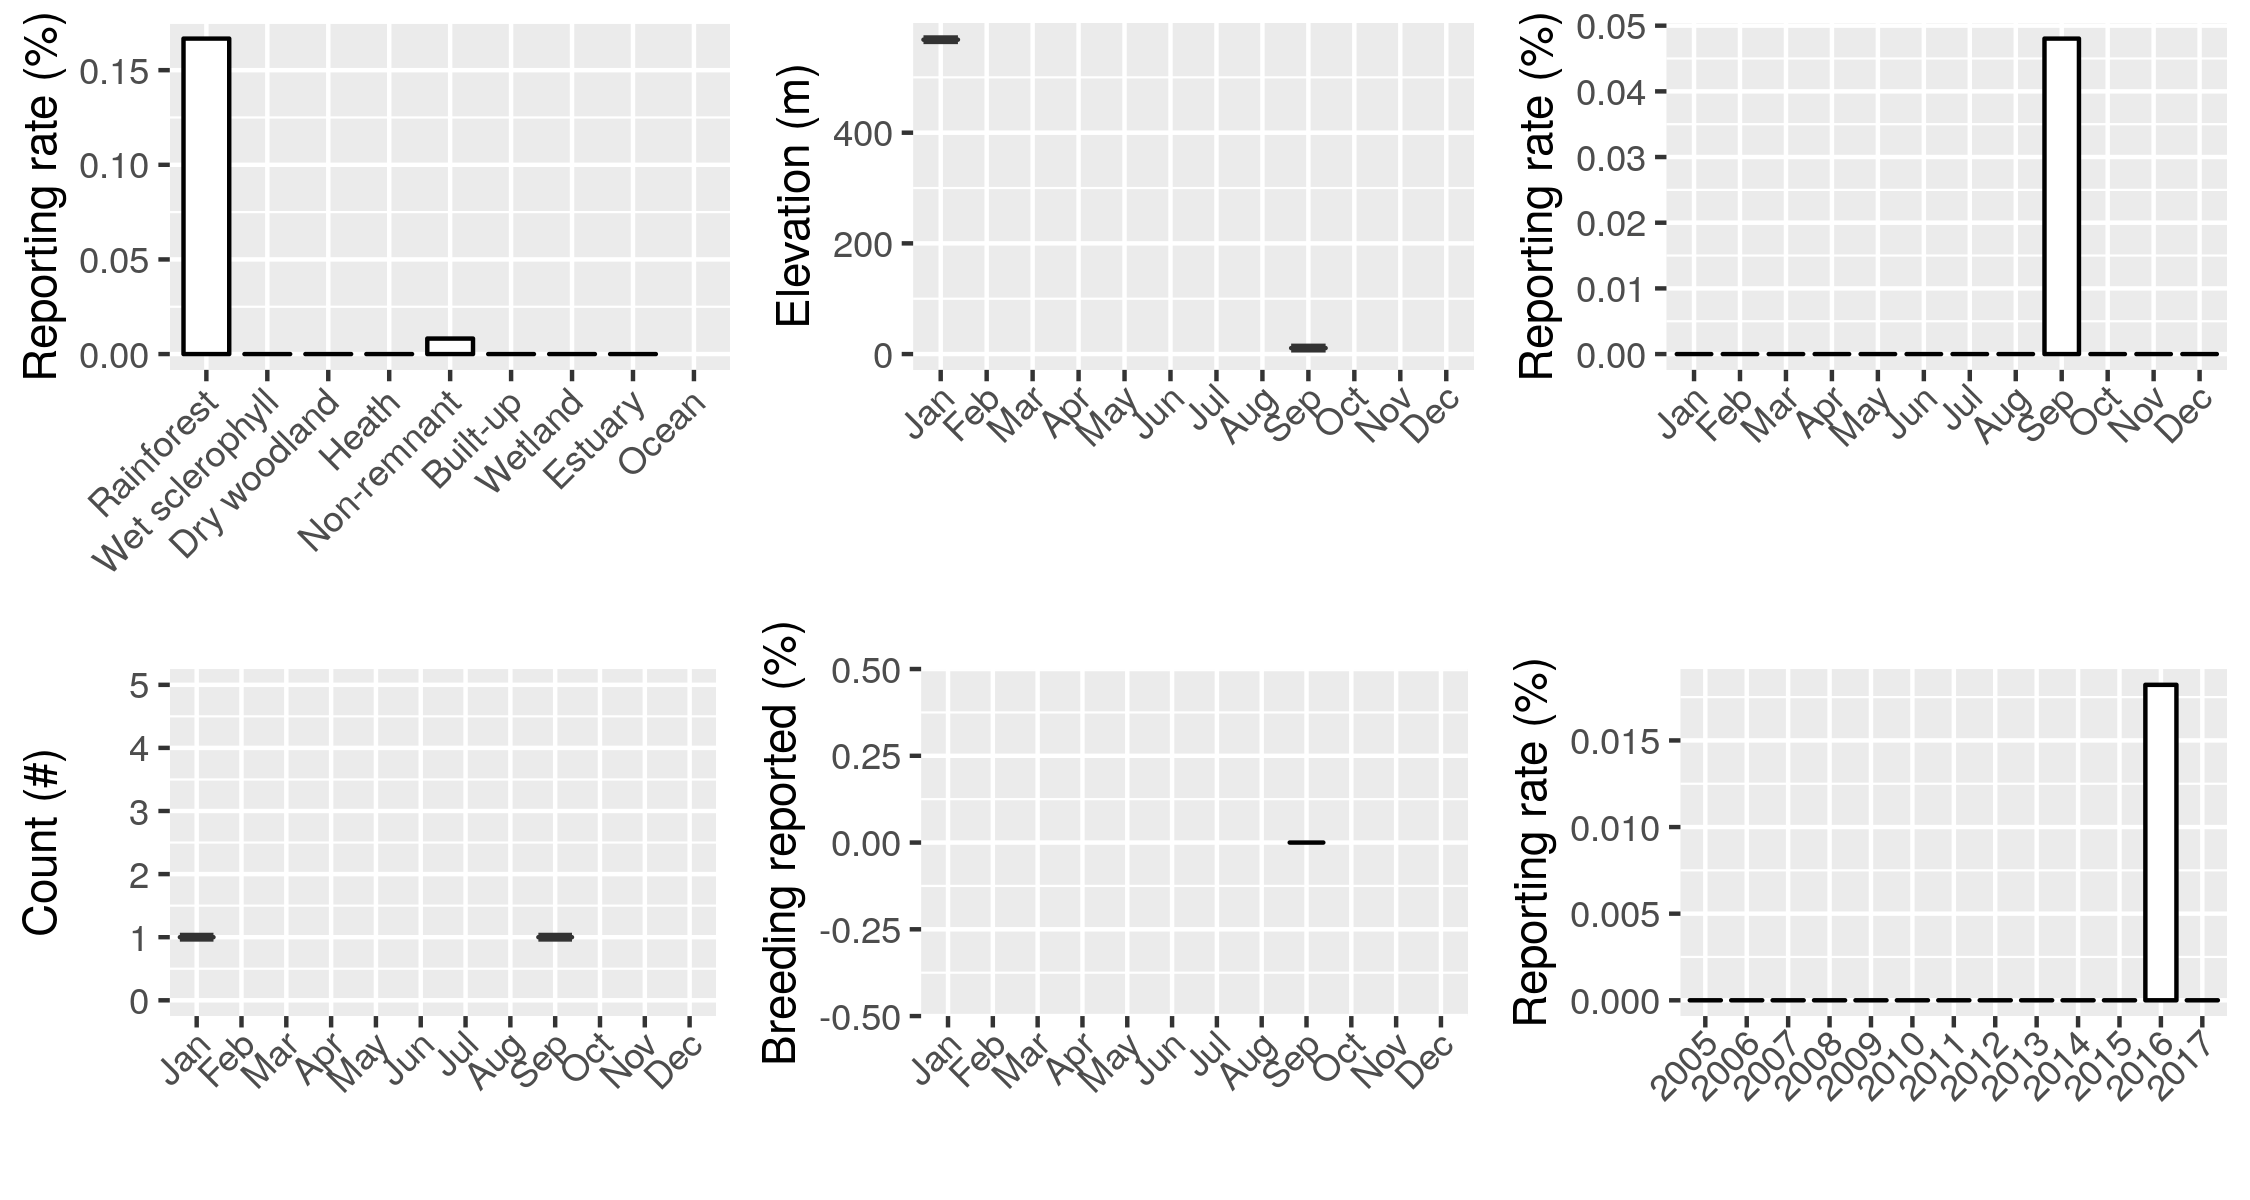 Reporting rate (%)
0.15
0.10
0.05
0.00
Rainforest
Wet sclerophyll
Dry woodland
Heath
Non-remnant
Built-up
Wetland
Estuary
Ocean
Elevation (m)
400
200
0
Jan
Feb
Mar
Apr
May
Jun
Jul
Aug
Sep
Oct
Nov
Dec
Reporting rate (%)
0.05
0.04
0.03
0.02
0.01
0.00
Jan
Feb
Mar
Apr
May
Jun
Jul
Aug
Sep
Oct
Nov
Dec
Count (#)
5
4
3
2
1
0
Jan
Feb
Mar
Apr
May
Jun
Jul
Aug
Sep
Oct
Nov
Dec
Breeding reported (%)
0.50
0.25
0.00
-0.25
-0.50
Jan
Feb
Mar
Apr
May
Jun
Jul
Aug
Sep
Oct
Nov
Dec
Reporting rate (%)
0.015
0.010
0.005
0.000
2005
2006
2007
2008
2009
2010
2011
2012
2013
2014
2015
2016
2017